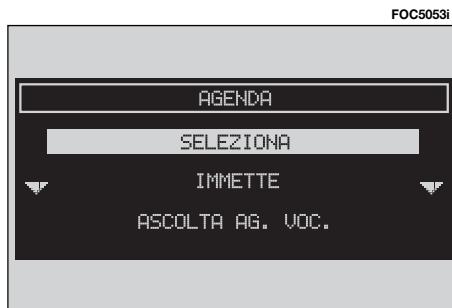 FOC5053i
AGENDA
SELEZIONA
IMMETTE
ASCOLTA AG. VOC.